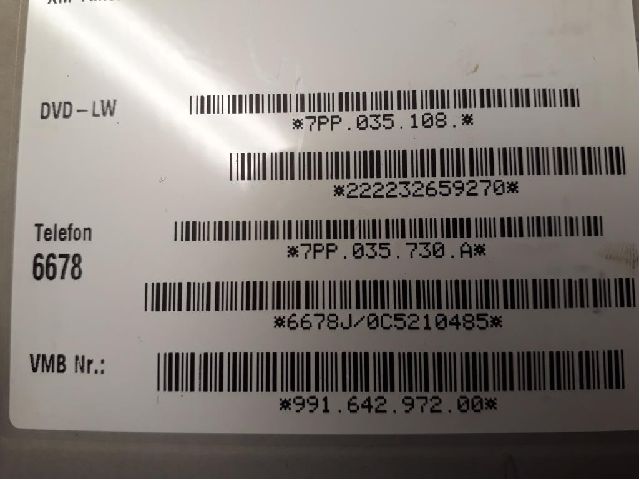 DVD-LW
*7PP.035.108.*
*222232659270*
Telefon
*7PP.035.730.A*
6678
*6678J/0C5210485*
VMB Nr.:
*991.642.972.00*